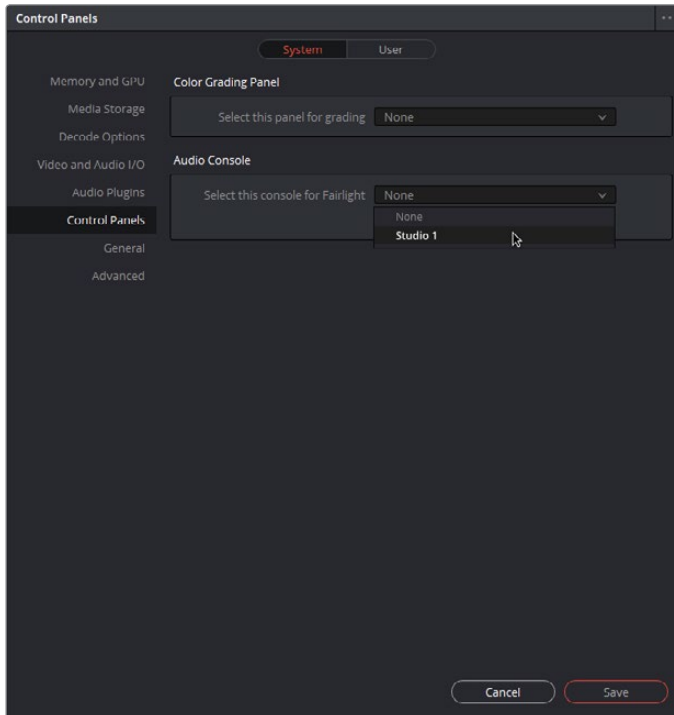 Control Panels
System User
Memory and GPU
Media Storage
Decode Options
Video and Audio I/O
Audio Plugins
Control Panels
General
Advanced
Color Grading Panel
Select this panel for grading None
Audio Console
Select this console for Fairlight None
None
Studio 1
Cancel Save